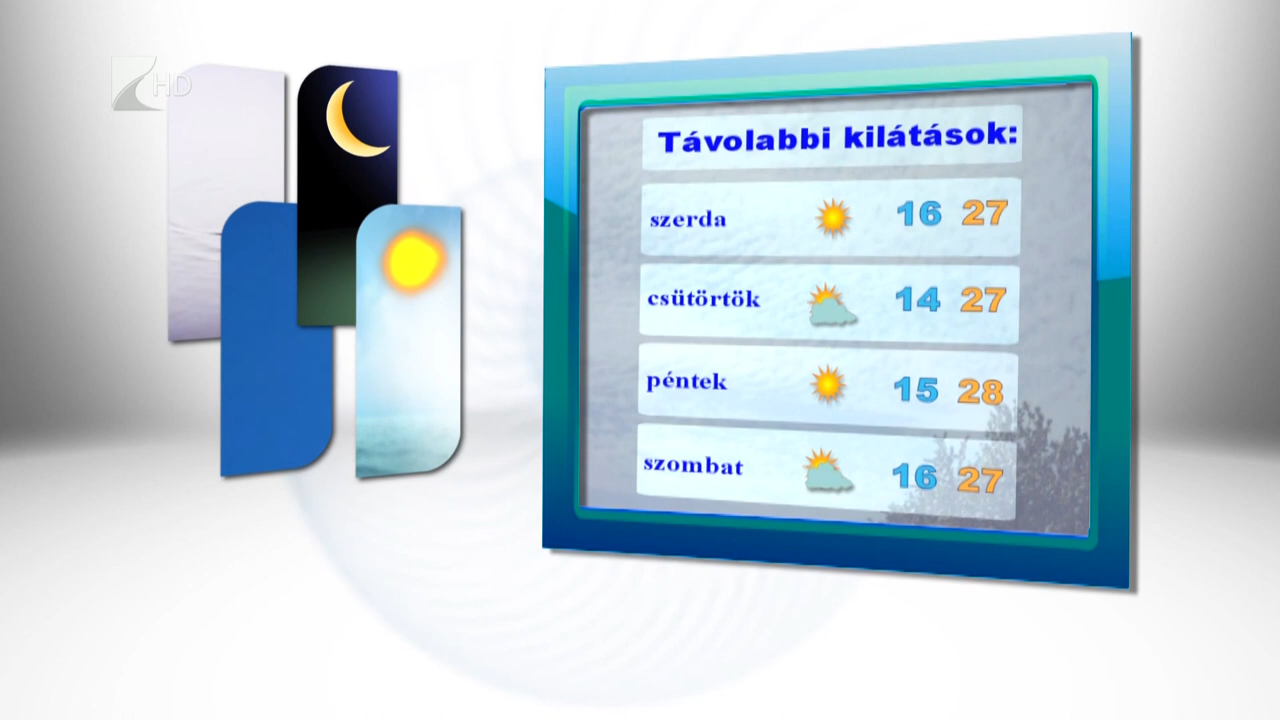 HD
Távolabbi kilátások:
szerda 16 27
csütörtök 14 27
péntek 15 28
szombat 16 27